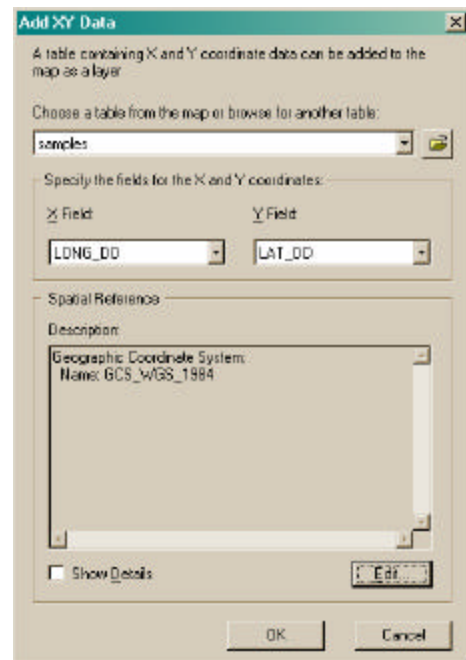 Add XY Data
A table containing X and Y coordinate data can be added to the
map as a layer
Choose a table from the map or browse for another table:
samples
Specify the fields for the X and Y coordinates:
X Field:
Y Field:
LONG_DD
LAT_DD
Spatial Reference
Description:
Geographic Coordinate System:
Name: GCS_WGS_1984
Show Details
Edit...
OK
Cancel